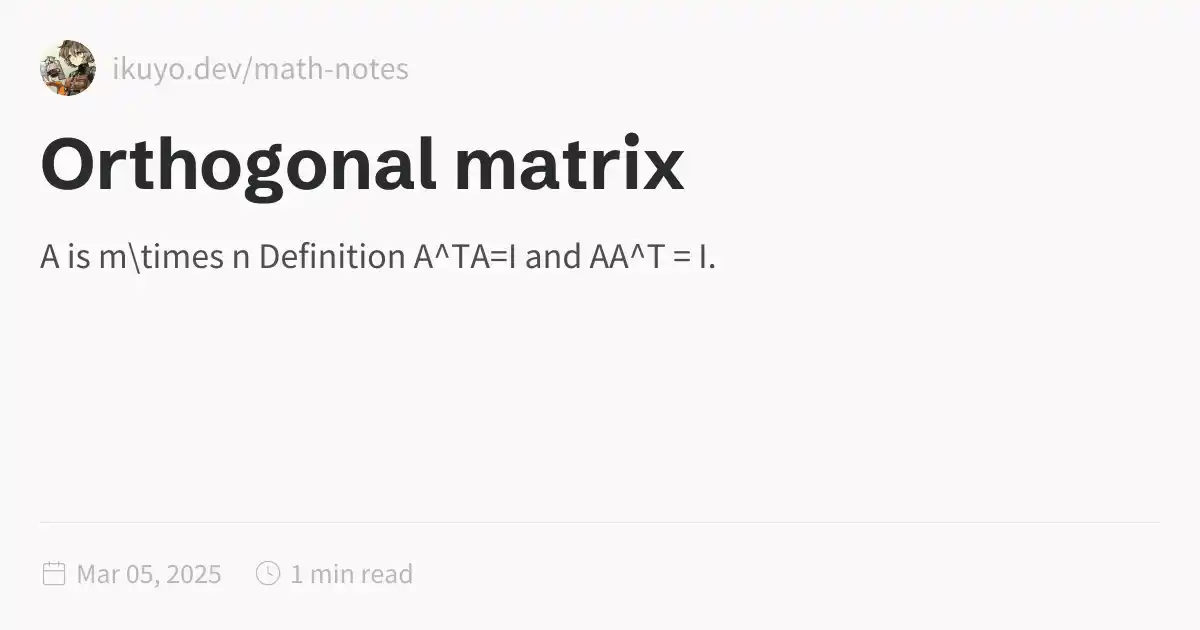 ikuyo.dev/math-notes
Orthogonal matrix
A is m\times n Definition A^TA=I and AA^T = I.
Mar 05, 2025 1 min read